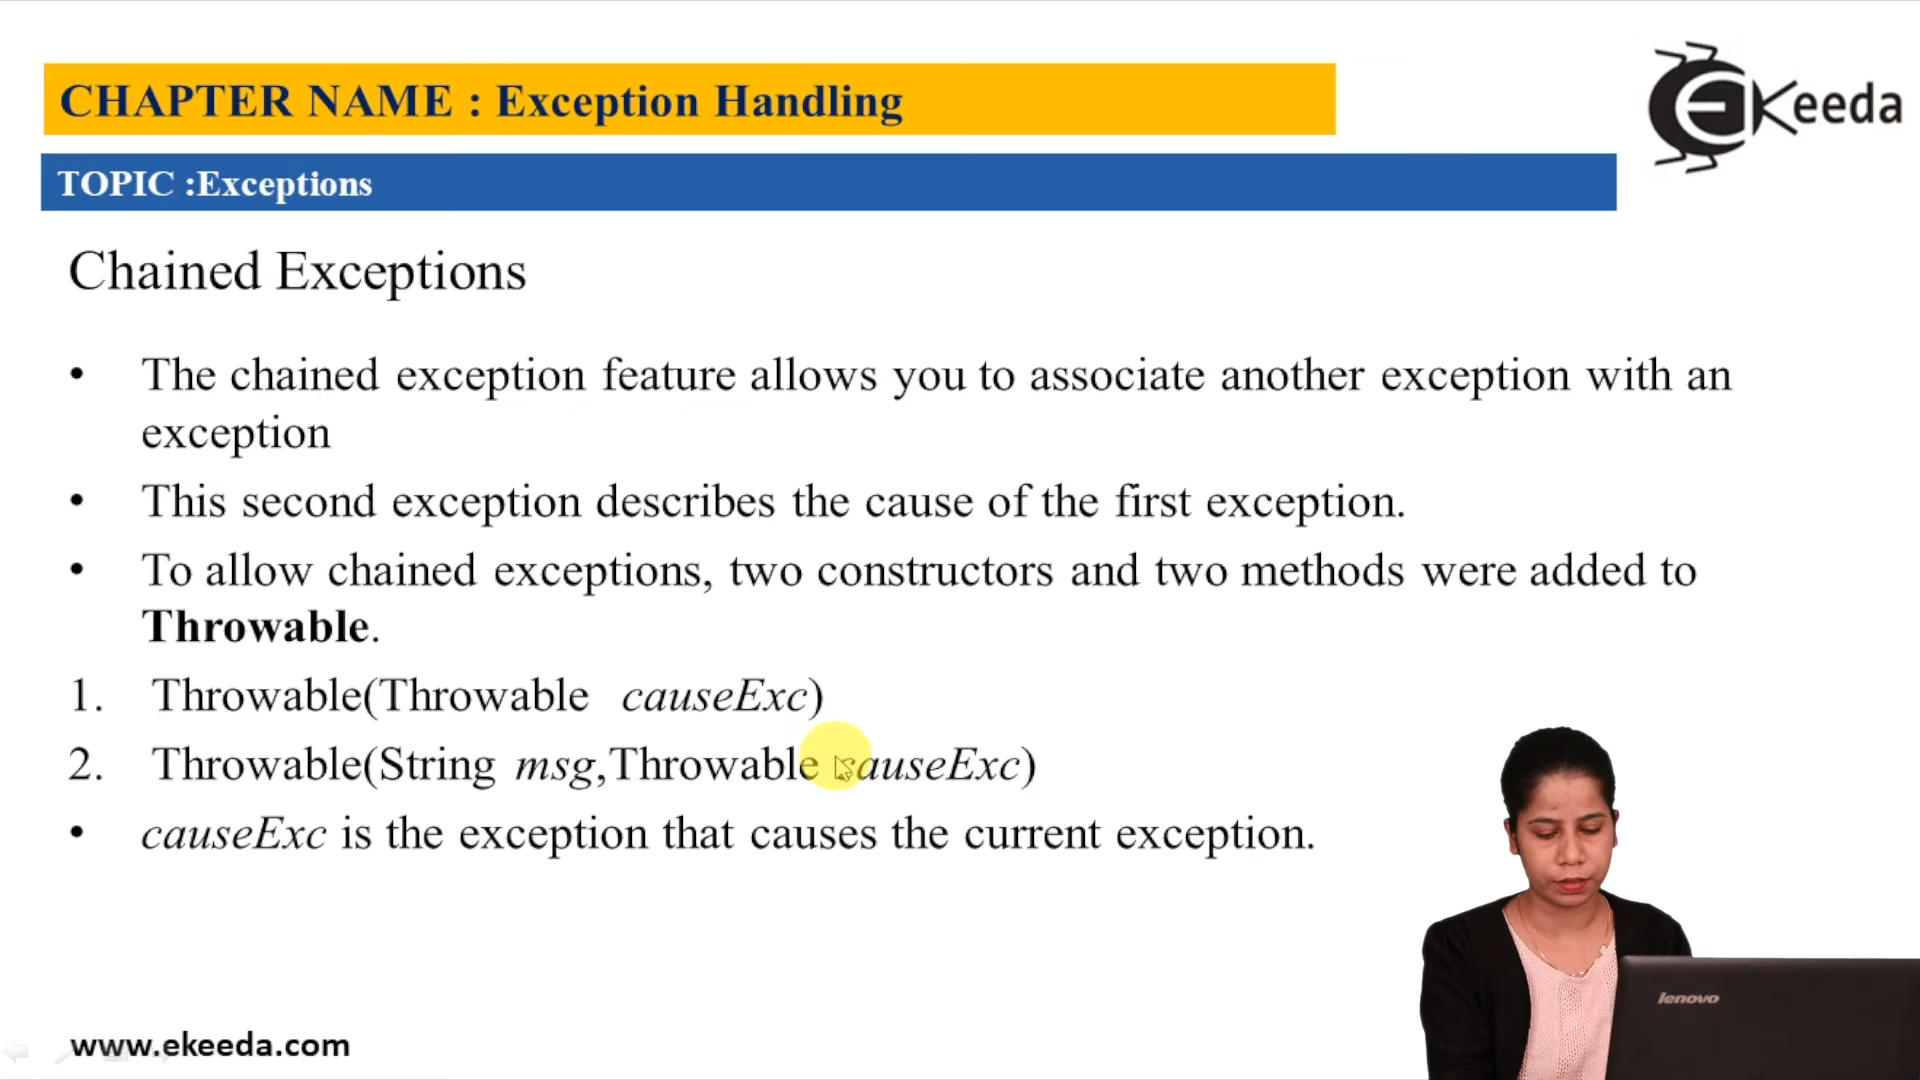 CHAPTER NAME : Exception Handling
EKeeda
TOPIC :Exceptions
Chained Exceptions
• The chained exception feature allows you to associate another exception with an
exception
• This second exception describes the cause of the first exception.
• To allow chained exceptions, two constructors and two methods were added to
Throwable.
1. Throwable(Throwable causeExc)
2. Throwable(String msg,Throwable causeExc)
• causeExc is the exception that causes the current exception.
lenovo
www.ekeeda.com